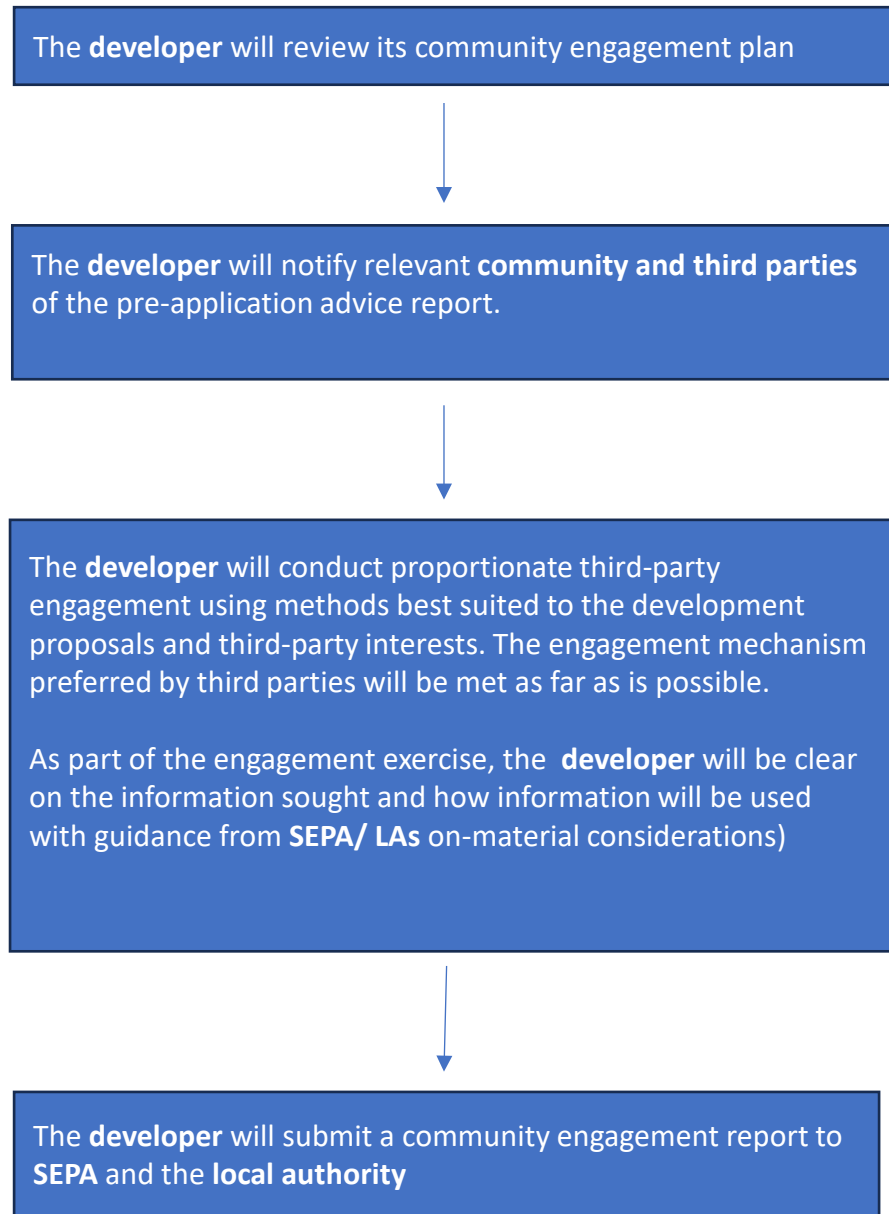 The developer will review its community engagement plan
The developer will notify relevant community and third parties
of the pre-application advice report.
The developer will conduct proportionate third-party
engagement using methods best suited to the development
proposals and third-party interests. The engagement mechanism
preferred by third parties will be met as far as is possible.
As part of the engagement exercise, the  developer will be clear
on the information sought and how information will be used
with guidance from SEPA/ LAs on-material considerations)
The developer will submit a community engagement report to
SEPA and the local authority